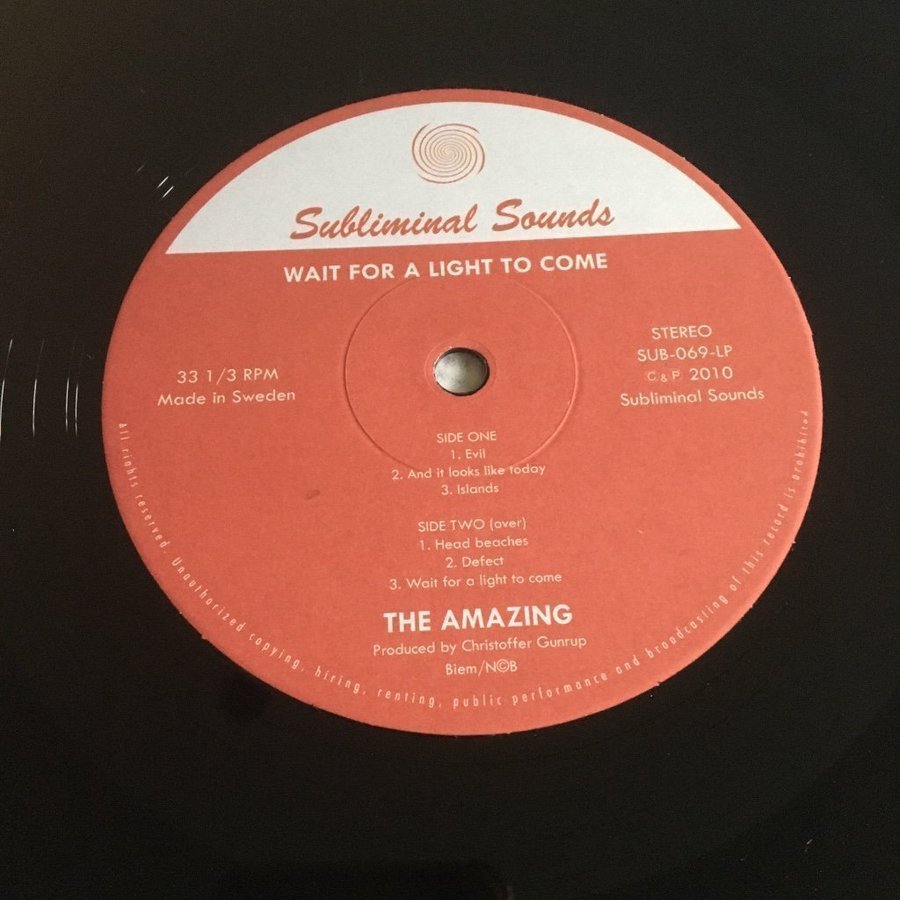 Subliminal Sounds
WAIT FOR A LIGHT TO COME
33 1/3 RPM
Made in Sweden
STEREO
SUB-069-LP
C & P 2010
Subliminal Sounds
SIDE ONE
1. Evil
2. And it looks like today
3. Islands
SIDE TWO (over)
1. Head beaches
2. Defect
3. Wait for a light to come
THE AMAZING
Produced by Christoffer Gunrup
Biem/N©B
All rights reserved. Unauthorized copying, hiring, renting, public performance and broadcasting of this record is prohibited